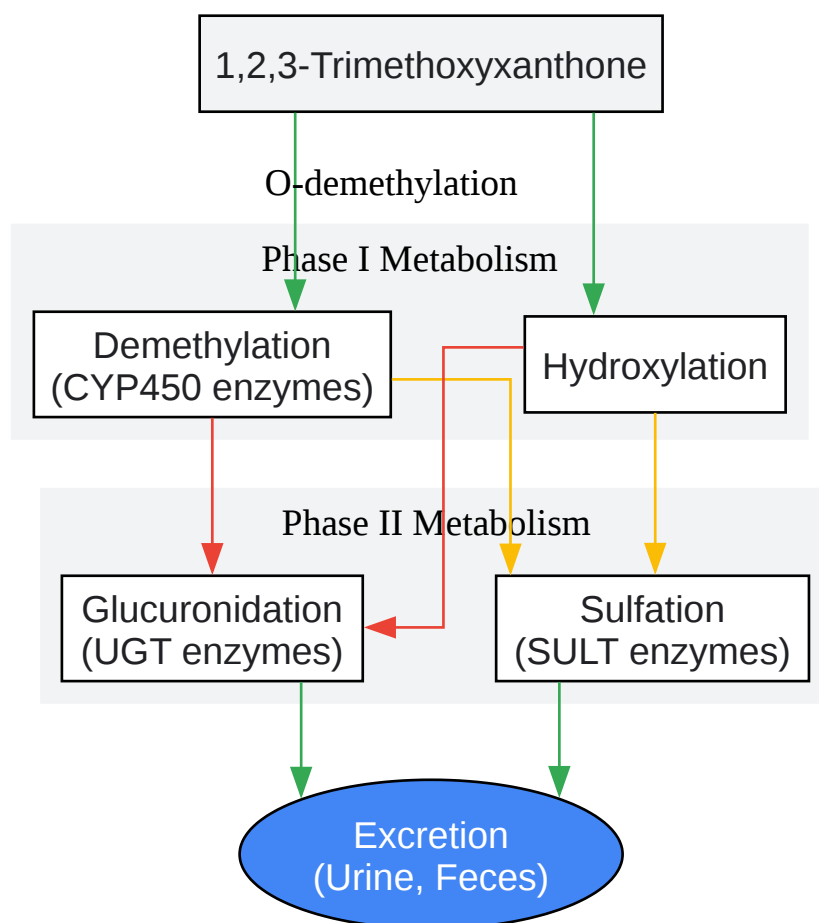 1,2,3-Trimethoxyxanthone
O-demethylation
Phase I Metabolism
Demethylation
(CYP450 enzymes)
Hydroxylation
Phase II Metabolism
Glucuronidation
(UGT enzymes)
Sulfation
(SULT enzymes)
Excretion
(Urine, Feces)